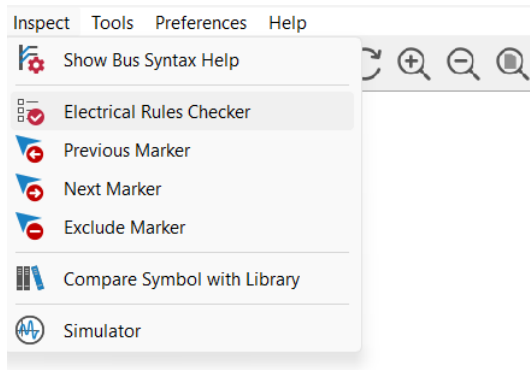 Inspect Tools Preferences Help
Show Bus Syntax Help
Electrical Rules Checker
Previous Marker
Next Marker
Exclude Marker
Compare Symbol with Library
Simulator